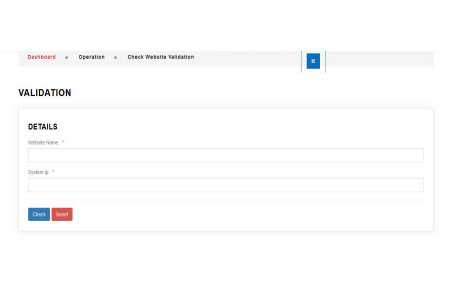 Dashboard Operation Check Website Validation
VALIDATION
DETAILS
Website Name *
System Ip *
Check Reset